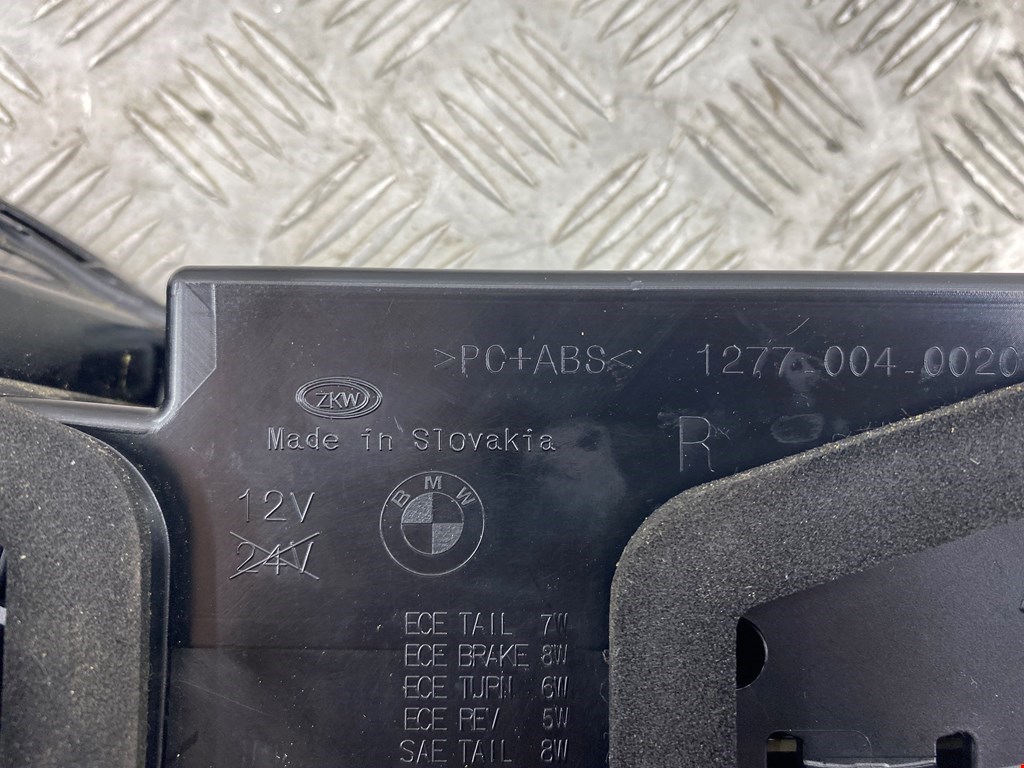 >PC+ABS<
1277.004.0020
ZKW
Made in Slovakia
R
12V
BMW
24V
ECE TAIL 7W
ECE BRAKE 8W
ECE TURN 6W
ECE REV 5W
SAE TAIL 8W